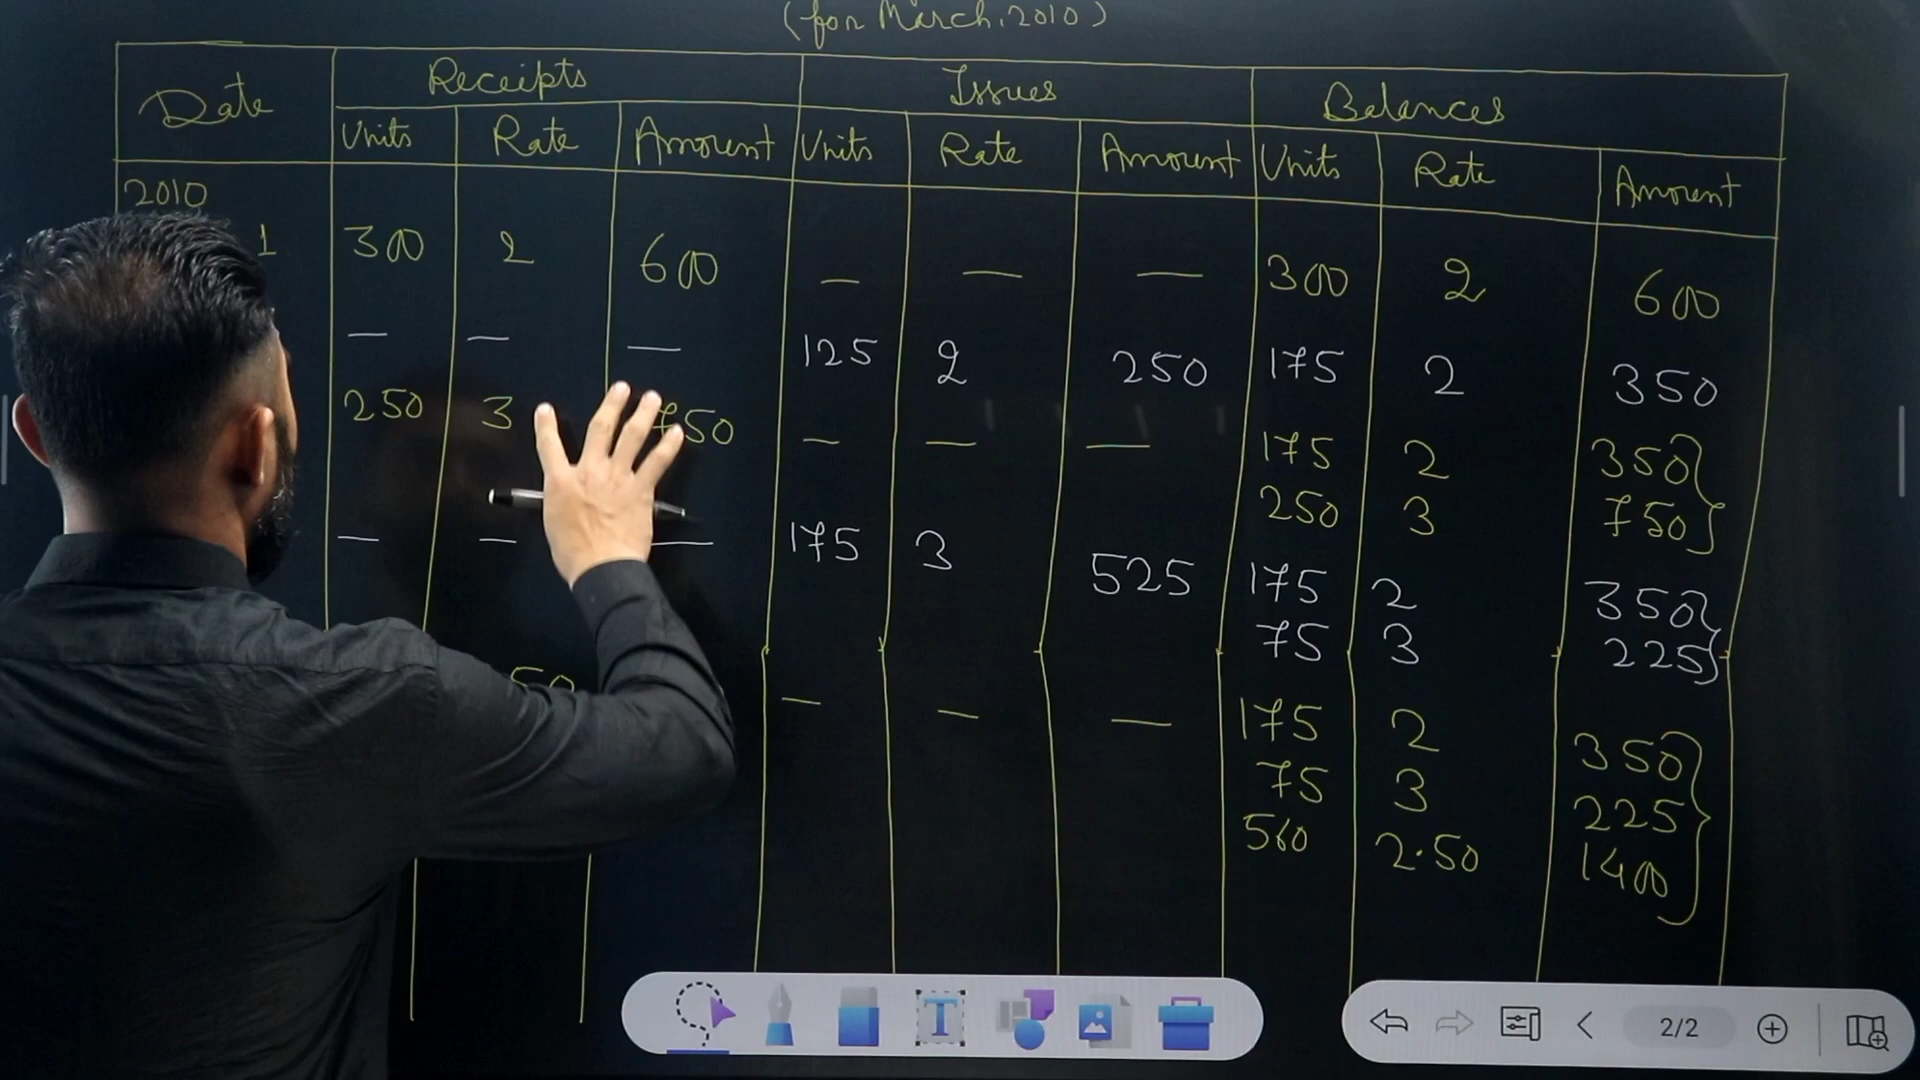 (for March, 2010)
Date Receipts Issues Balances
Units Rate Amount Units Rate Amount Units Rate Amount
2010
1 300 2 600 — — — 300 2 600
— — — 125 2 250 175 2 350
250 3 750 — — — 175 2 350
250 3 750
— — — 175 3 525 175 2 350
75 3 225
50 — — — 175 2 350
75 3 225
560 2.50 1400
T
2/2